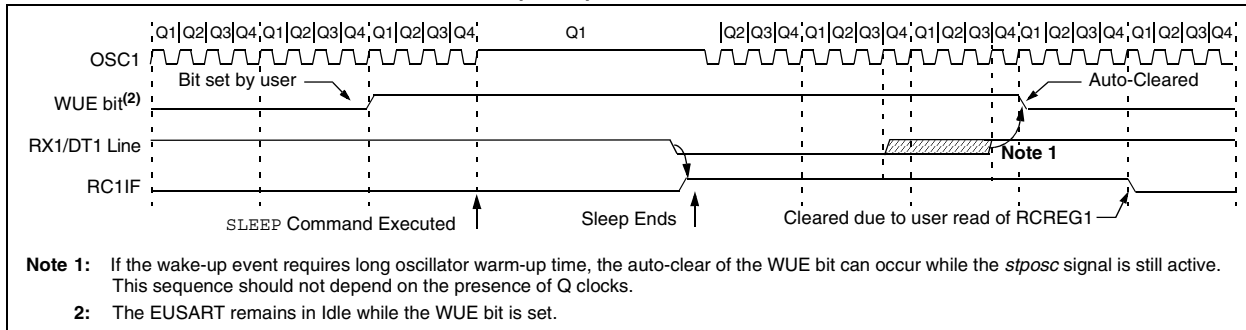 Q1 Q2 Q3 Q4 Q1 Q2 Q3 Q4 Q1 Q2 Q3 Q4 Q1 Q2 Q3 Q4 Q1 Q2 Q3 Q4 Q1 Q2 Q3 Q4 Q1 Q2 Q3 Q4 Q1 Q2 Q3 Q4
OSC1
Bit set by user
Auto-Cleared
WUE bit(2)
RX1/DT1 Line
Note 1
RC1IF
SLEEP Command Executed
Sleep Ends
Cleared due to user read of RCREG1
Note 1: If the wake-up event requires long oscillator warm-up time, the auto-clear of the WUE bit can occur while the stposc signal is still active.
This sequence should not depend on the presence of Q clocks.
2: The EUSART remains in Idle while the WUE bit is set.